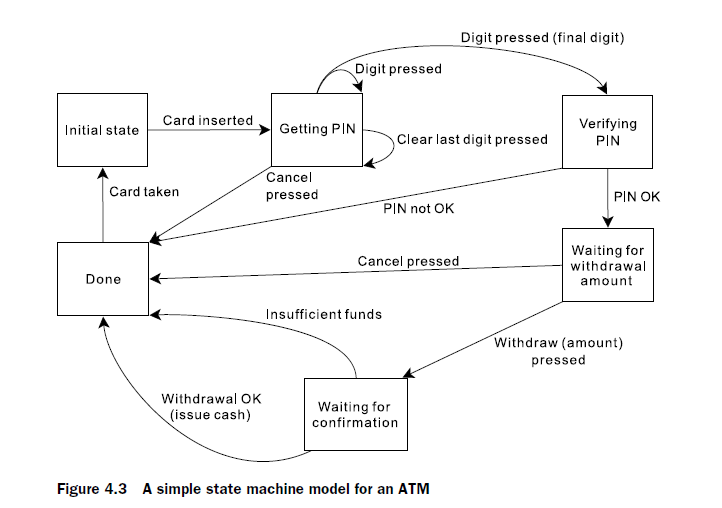 Digit pressed (final digit)
Digit pressed
Initial state
Card inserted
Getting PIN
Clear last digit pressed
Verifying
PIN
Card taken
Cancel
pressed
PIN not OK
PIN OK
Done
Cancel pressed
Waiting for
withdrawal
amount
Insufficient funds
Withdraw (amount)
pressed
Withdrawal OK
(issue cash)
Waiting for
confirmation
Figure 4.3 A simple state machine model for an ATM